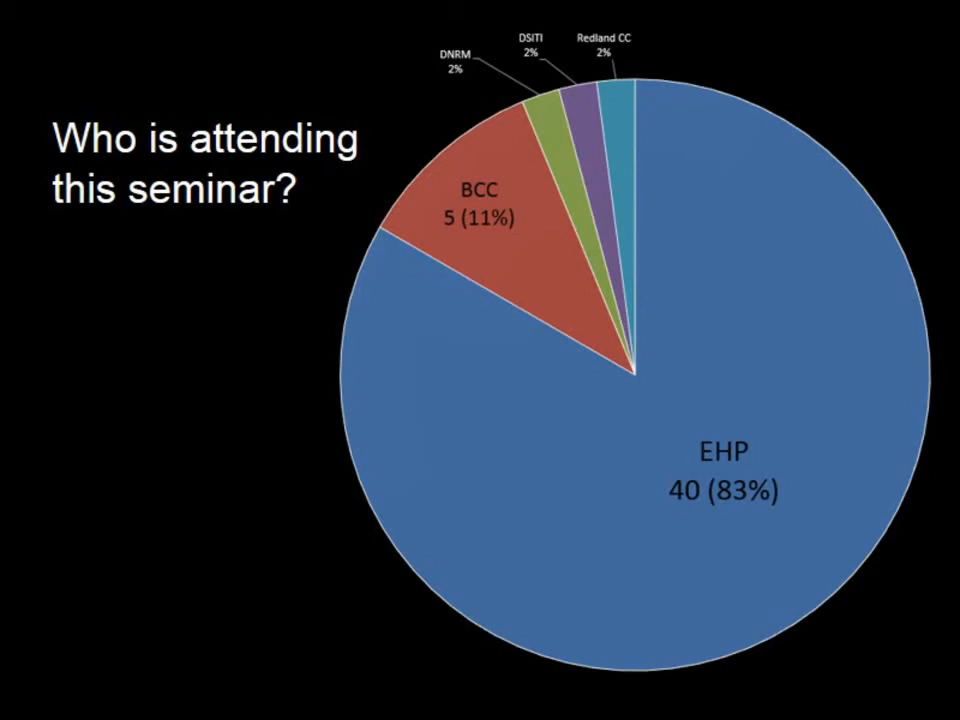 Who is attending
this seminar?
DNRM
2%
DSITI
2%
Redland CC
2%
BCC
5 (11%)
EHP
40 (83%)